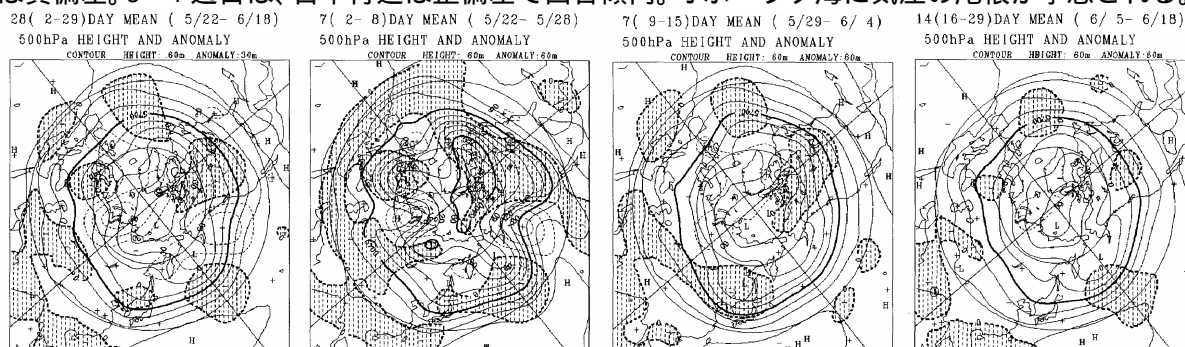 は負偏差。3・4週目は、日本付近は正偏差で西谷傾向。オホーツク海に気圧の尾根が予想される。
28( 2-29)DAY MEAN ( 5/22- 6/18)
500hPa HEIGHT AND ANOMALY
CONTOUR HEIGHT: 60m ANOMALY:30m
7( 2- 8)DAY MEAN ( 5/22- 5/28)
500hPa HEIGHT AND ANOMALY
CONTOUR HEIGHT: 60m ANOMALY:60m
7( 9-15)DAY MEAN ( 5/29- 6/ 4)
500hPa HEIGHT AND ANOMALY
CONTOUR HEIGHT: 60m ANOMALY:60m
14(16-29)DAY MEAN ( 6/ 5- 6/18)
500hPa HEIGHT AND ANOMALY
CONTOUR HEIGHT: 60m ANOMALY:60m